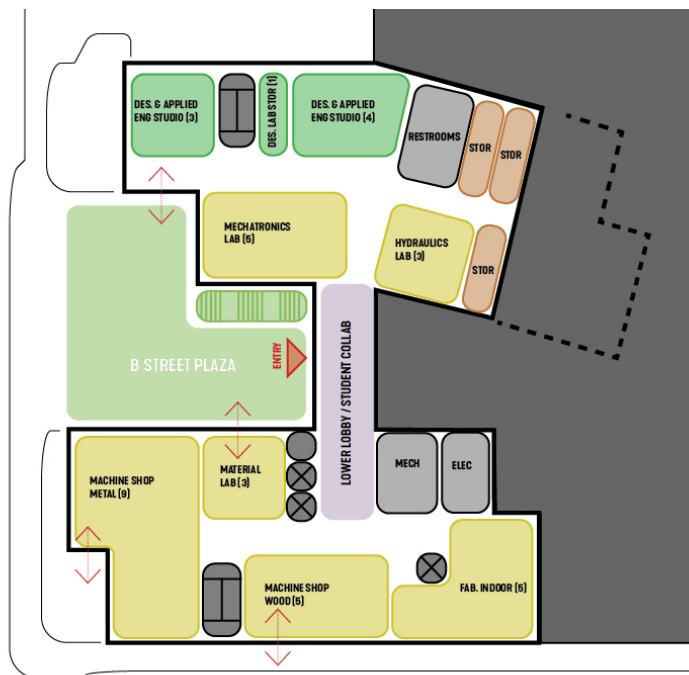 DES. & APPLIED
ENG STUDIO (3)
DES. LAB STOR (1)
DES. & APPLIED
ENG STUDIO (4)
RESTROOMS
STOR
STOR
MECHATRONICS
LAB (5)
HYDRAULICS
LAB (3)
STOR
B STREET PLAZA
ENTRY
LOWER LOBBY / STUDENT COLLAB
MACHINE SHOP
METAL (9)
MATERIAL
LAB (3)
MECH
ELEC
MACHINE SHOP
WOOD (5)
FAB. INDOOR (5)